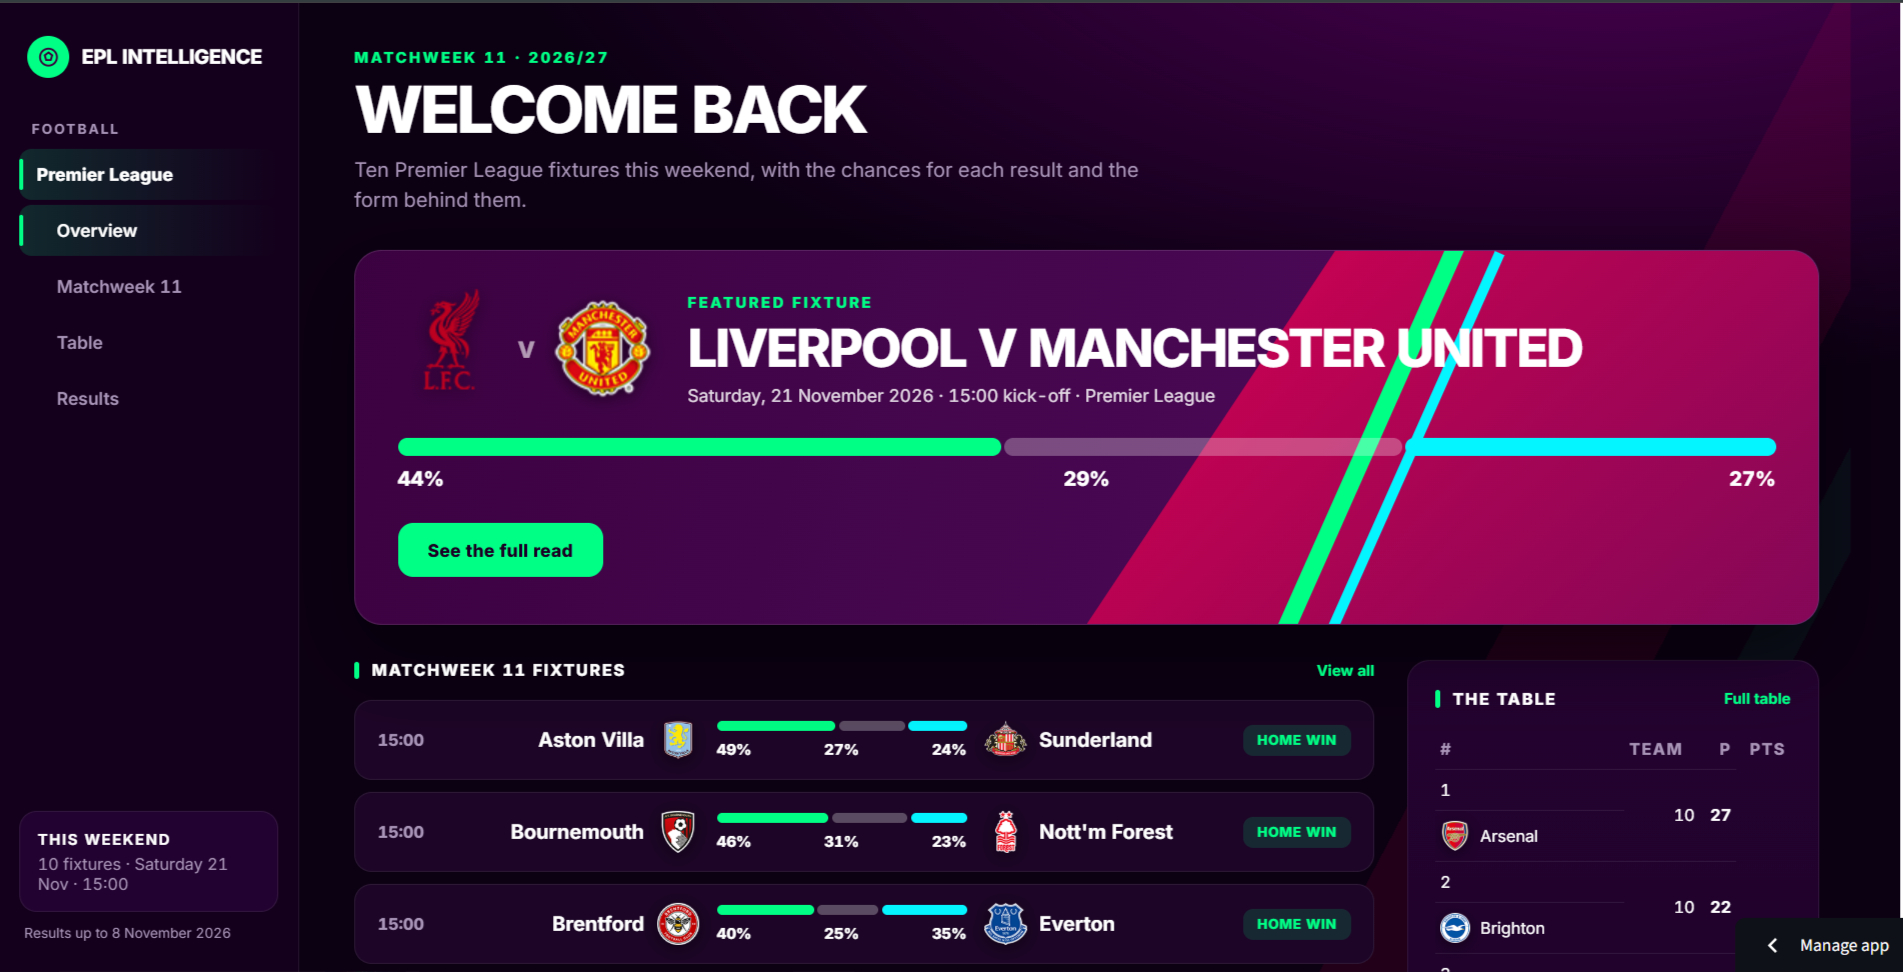 EPL INTELLIGENCE
FOOTBALL
Premier League
Overview
Matchweek 11
Table
Results
THIS WEEKEND
10 fixtures · Saturday 21
Nov · 15:00
Results up to 8 November 2026
MATCHWEEK 11 · 2026/27
WELCOME BACK
Ten Premier League fixtures this weekend, with the chances for each result and the
form behind them.
L.F.C.
V
MANCHESTER
UNITED
FEATURED FIXTURE
LIVERPOOL V MANCHESTER UNITED
Saturday, 21 November 2026 · 15:00 kick-off · Premier League
44% 29% 27%
See the full read
MATCHWEEK 11 FIXTURES View all
15:00 Aston Villa 49% 27% 24% Sunderland HOME WIN
15:00 Bournemouth 46% 31% 23% Nott'm Forest HOME WIN
15:00 Brentford 40% 25% 35% Everton HOME WIN
THE TABLE Full table
# TEAM P PTS
1
Arsenal 10 27
2
Brighton 10 22
Manage app